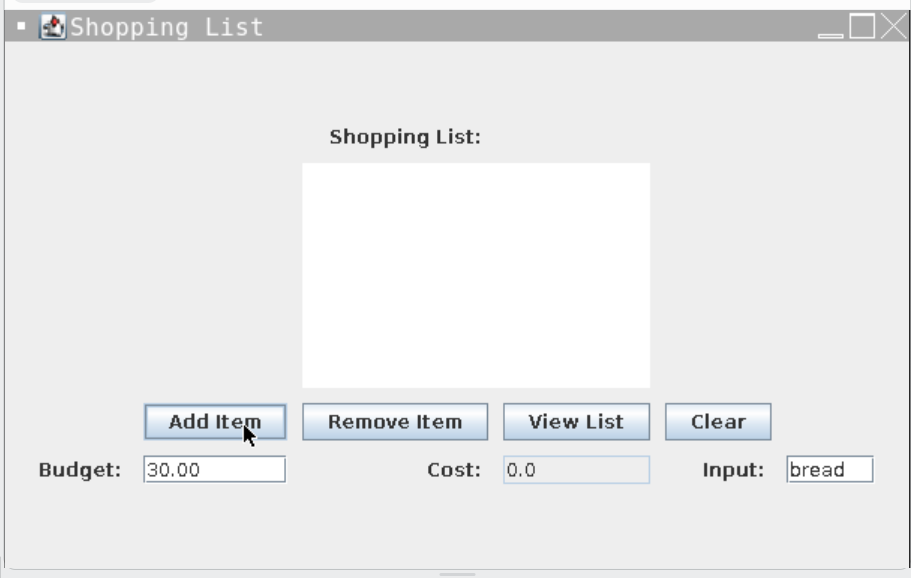 Shopping List
Shopping List:
Add Item Remove Item View List Clear
Budget: 30.00 Cost: 0.0 Input: bread